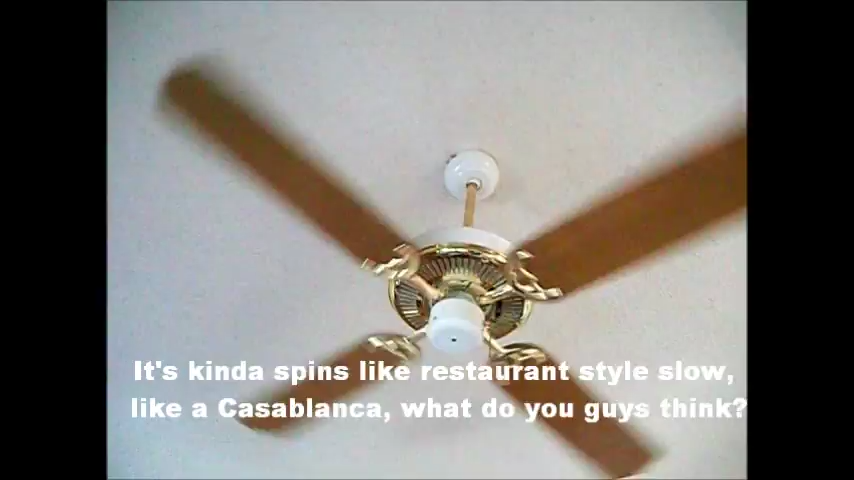 It's kinda spins like restaurant style slow,
like a Casablanca, what do you guys think?